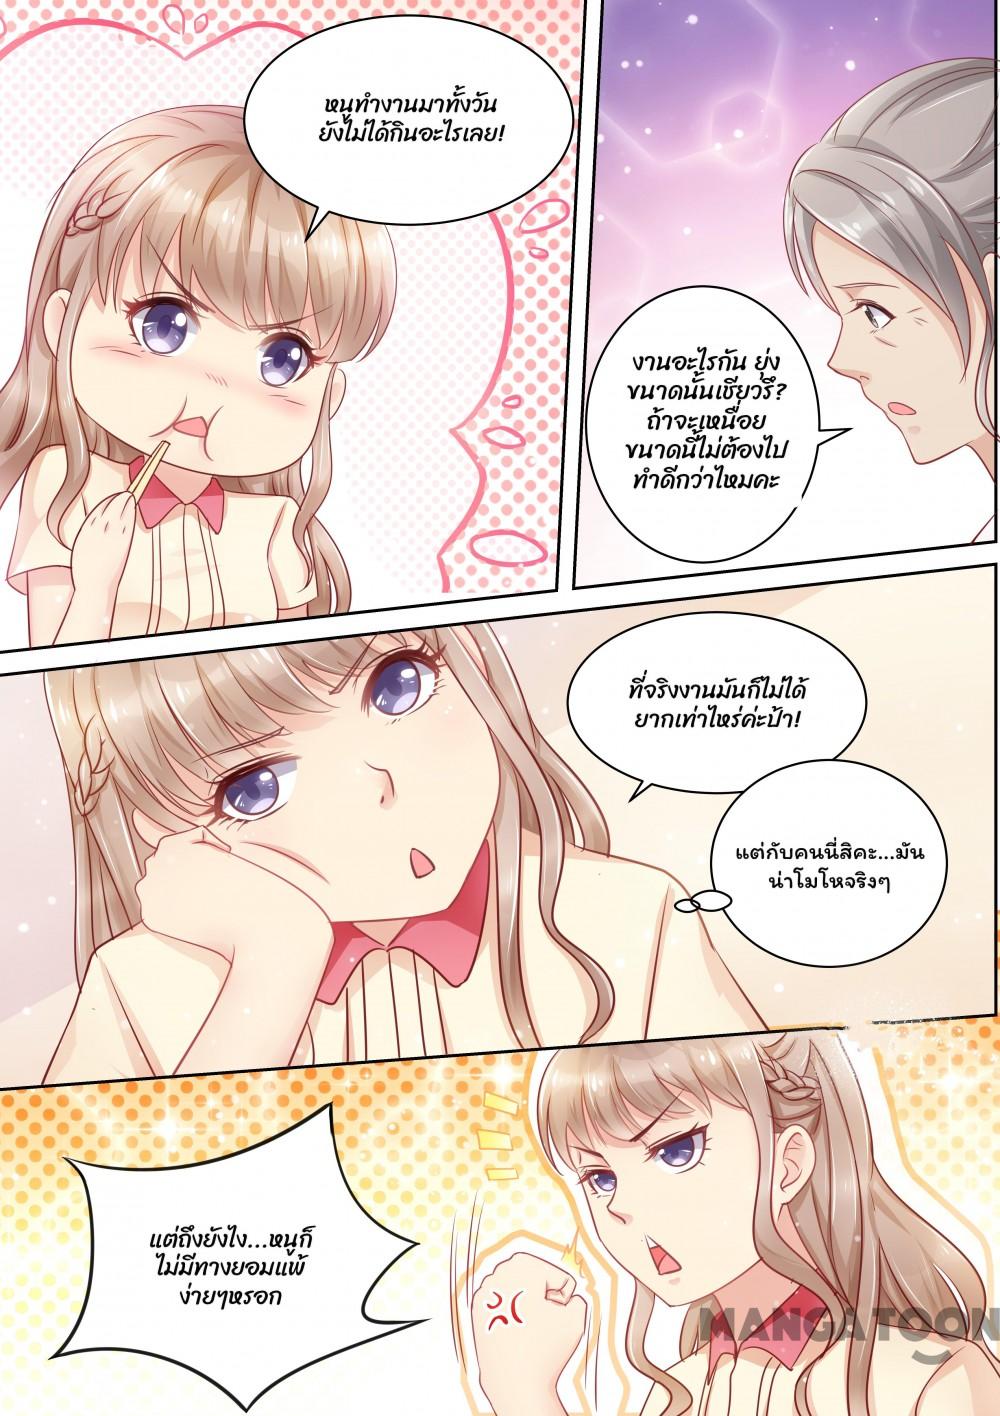 หนูทำงานมาทั้งวัน
ยังไม่ได้กินอะไรเลย!
งานอะไรกัน ยุ่ง
ขนาดนั้นเชียวรึ?
ถ้าจะเหนื่อย
ขนาดนี้ไม่ต้องไป
ทำดีกว่าไหมคะ
ที่จริงงานมันก็ไม่ได้
ยากเท่าไหร่ค่ะป้า!
แต่กับคนนี่สิคะ...มัน
น่าโมโหจริงๆ
แต่ถึงยังไง...หนูก็
ไม่มีทางยอมแพ้
ง่ายๆหรอก
MANGATOON